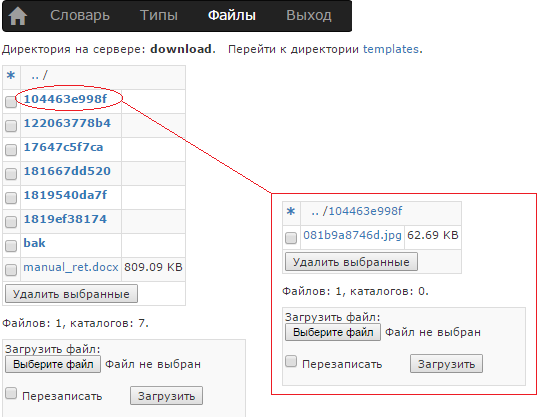 Словарь Типы Файлы Выход
Директория на сервере: download. Перейти к директории templates.
* .. /
104463e998f
122063778b4
17647c5f7ca
181667dd520
1819540da7f
1819ef38174
bak
manual_ret.docx 809.09 KB
Удалить выбранные
Файлов: 1, каталогов: 7.
Загрузить файл:
Выберите файл Файл не выбран
Перезаписать Загрузить
* .. /104463e998f
081b9a8746d.jpg 62.69 KB
Удалить выбранные
Файлов: 1, каталогов: 0.
Загрузить файл:
Выберите файл Файл не выбран
Перезаписать Загрузить